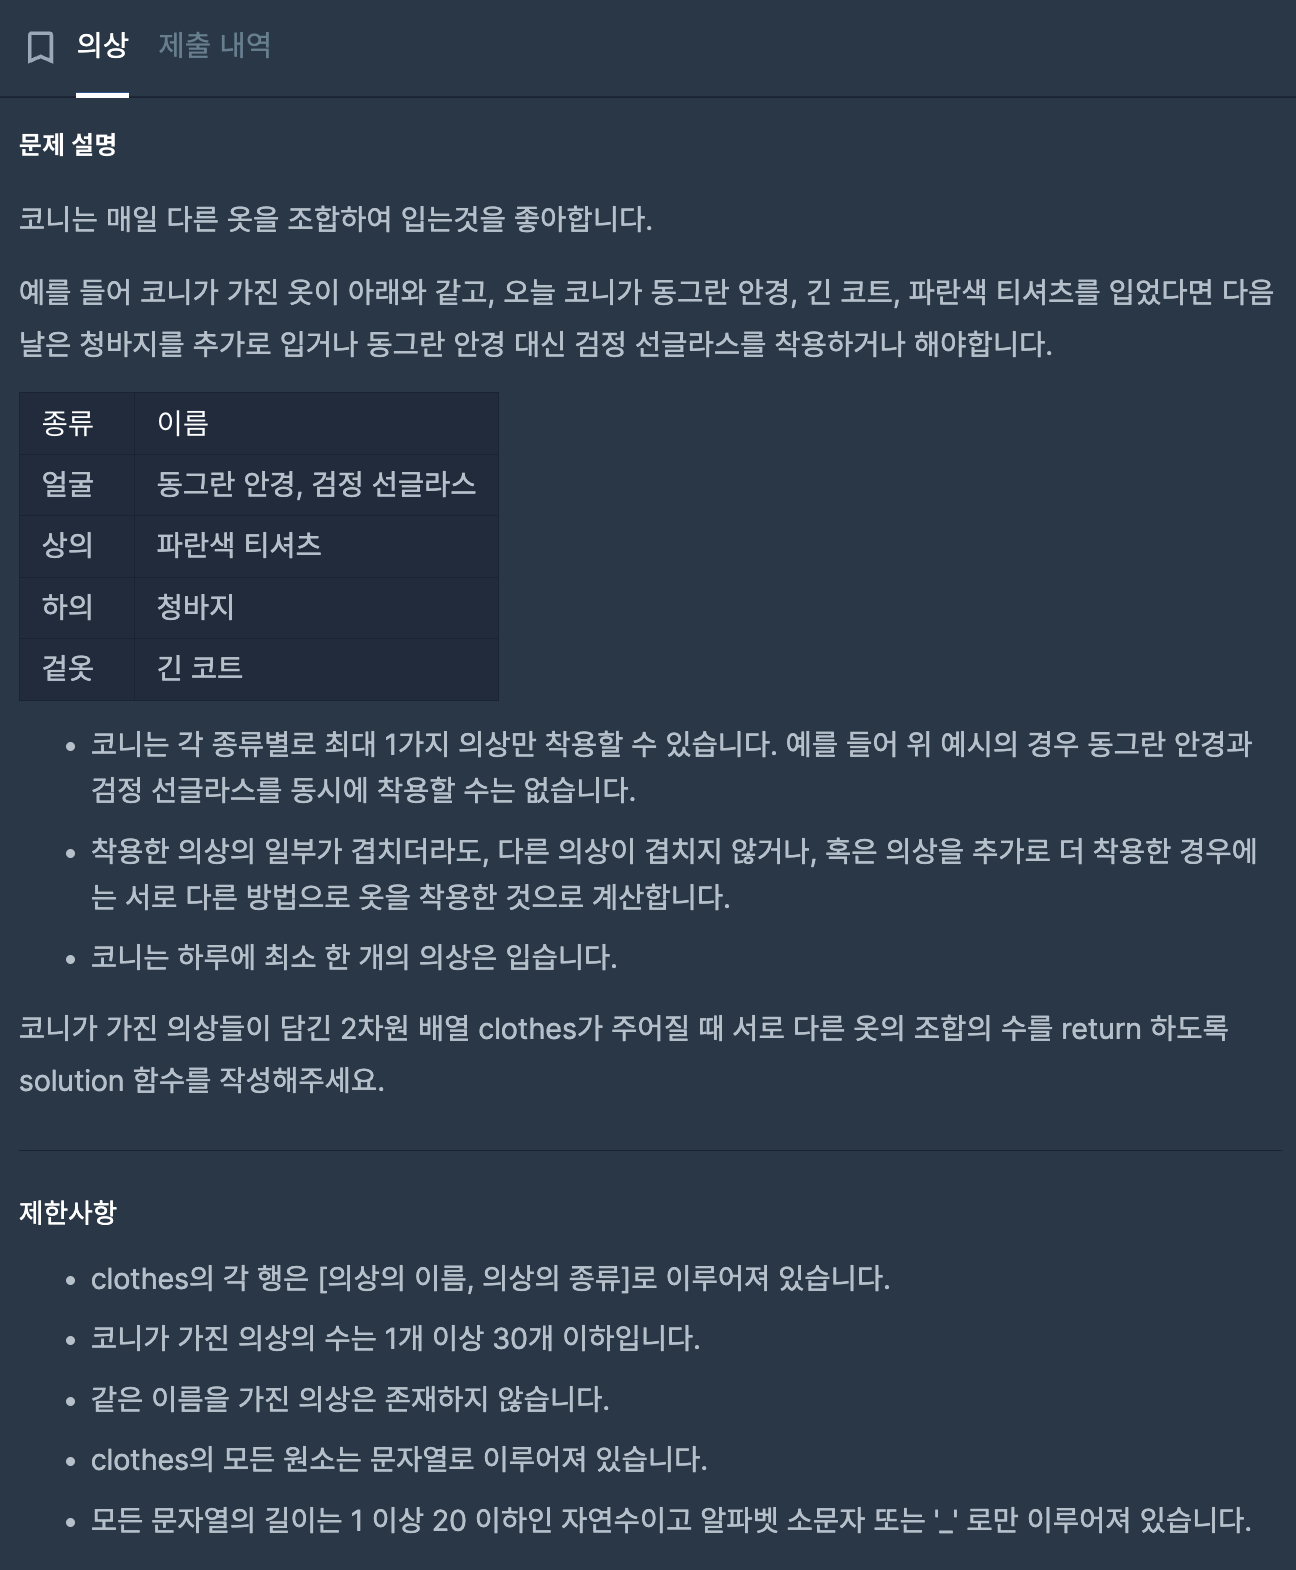 의상 제출 내역
문제 설명
코니는 매일 다른 옷을 조합하여 입는것을 좋아합니다.
예를 들어 코니가 가진 옷이 아래와 같고, 오늘 코니가 동그란 안경, 긴 코트, 파란색 티셔츠를 입었다면 다음
날은 청바지를 추가로 입거나 동그란 안경 대신 검정 선글라스를 착용하거나 해야합니다.
종류 이름
얼굴 동그란 안경, 검정 선글라스
상의 파란색 티셔츠
하의 청바지
겉옷 긴 코트
• 코니는 각 종류별로 최대 1가지 의상만 착용할 수 있습니다. 예를 들어 위 예시의 경우 동그란 안경과
검정 선글라스를 동시에 착용할 수는 없습니다.
• 착용한 의상의 일부가 겹치더라도, 다른 의상이 겹치지 않거나, 혹은 의상을 추가로 더 착용한 경우에
는 서로 다른 방법으로 옷을 착용한 것으로 계산합니다.
• 코니는 하루에 최소 한 개의 의상은 입습니다.
코니가 가진 의상들이 담긴 2차원 배열 clothes가 주어질 때 서로 다른 옷의 조합의 수를 return 하도록
solution 함수를 작성해주세요.
제한사항
• clothes의 각 행은 [의상의 이름, 의상의 종류]로 이루어져 있습니다.
• 코니가 가진 의상의 수는 1개 이상 30개 이하입니다.
• 같은 이름을 가진 의상은 존재하지 않습니다.
• clothes의 모든 원소는 문자열로 이루어져 있습니다.
• 모든 문자열의 길이는 1 이상 20 이하인 자연수이고 알파벳 소문자 또는 '_' 로만 이루어져 있습니다.